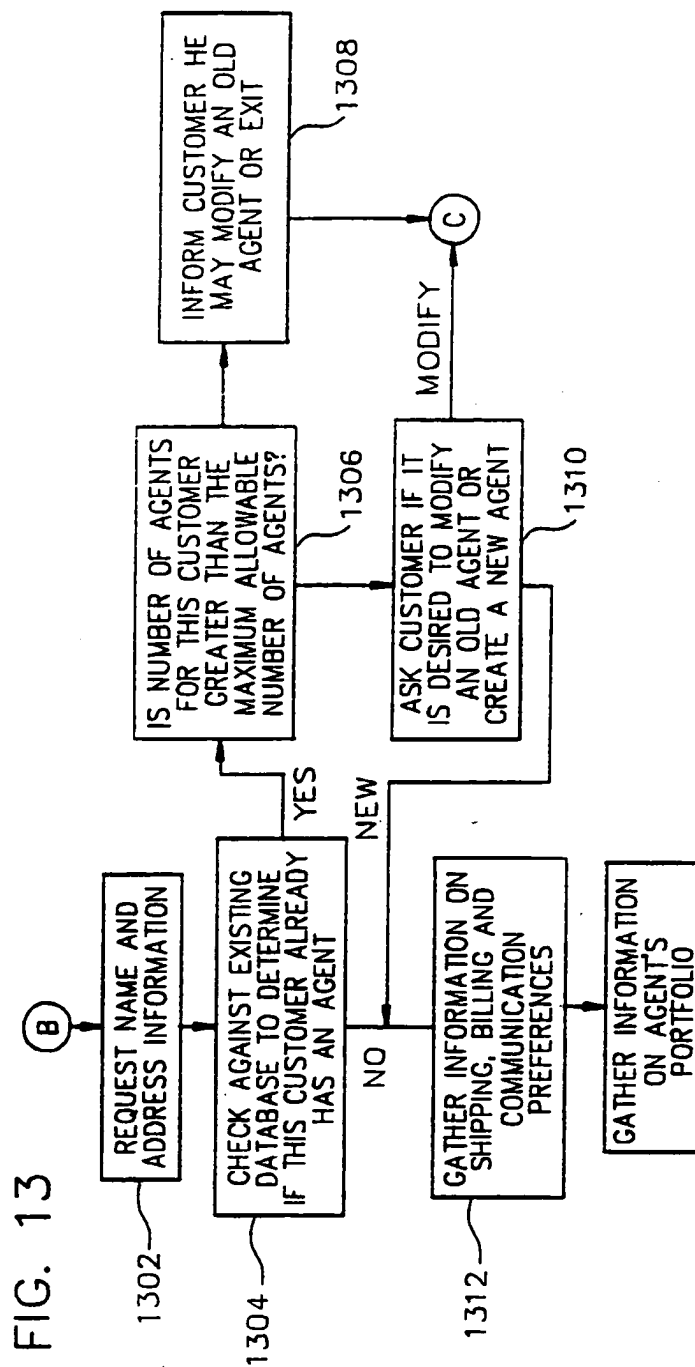 FIG. 13
B
REQUEST NAME AND
ADDRESS INFORMATION
1302
CHECK AGAINST EXISTING
DATABASE TO DETERMINE
IF THIS CUSTOMER ALREADY
HAS AN AGENT
1304
YES
NO
IS NUMBER OF AGENTS
FOR THIS CUSTOMER
GREATER THAN THE
MAXIMUM ALLOWABLE
NUMBER OF AGENTS?
1306
INFORM CUSTOMER HE
MAY MODIFY AN OLD
AGENT OR EXIT
1308
ASK CUSTOMER IF IT
IS DESIRED TO MODIFY
AN OLD AGENT OR
CREATE A NEW AGENT
1310
MODIFY
C
NEW
GATHER INFORMATION ON
SHIPPING, BILLING AND
COMMUNICATION
PREFERENCES
1312
GATHER INFORMATION
ON AGENT'S
PORTFOLIO